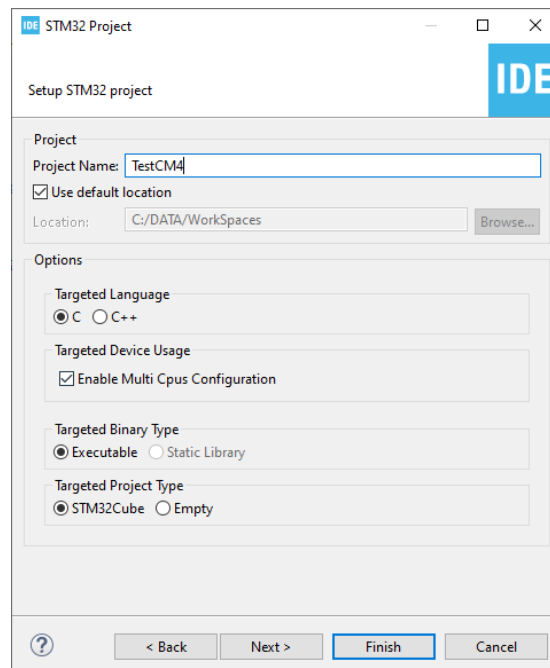 IDE STM32 Project
Setup STM32 project
IDE
Project
Project Name: TestCM4
Use default location
Location: C:/DATA/WorkSpaces Browse...
Options
Targeted Language
C C++
Targeted Device Usage
Enable Multi Cpus Configuration
Targeted Binary Type
Executable Static Library
Targeted Project Type
STM32Cube Empty
? < Back Next > Finish Cancel